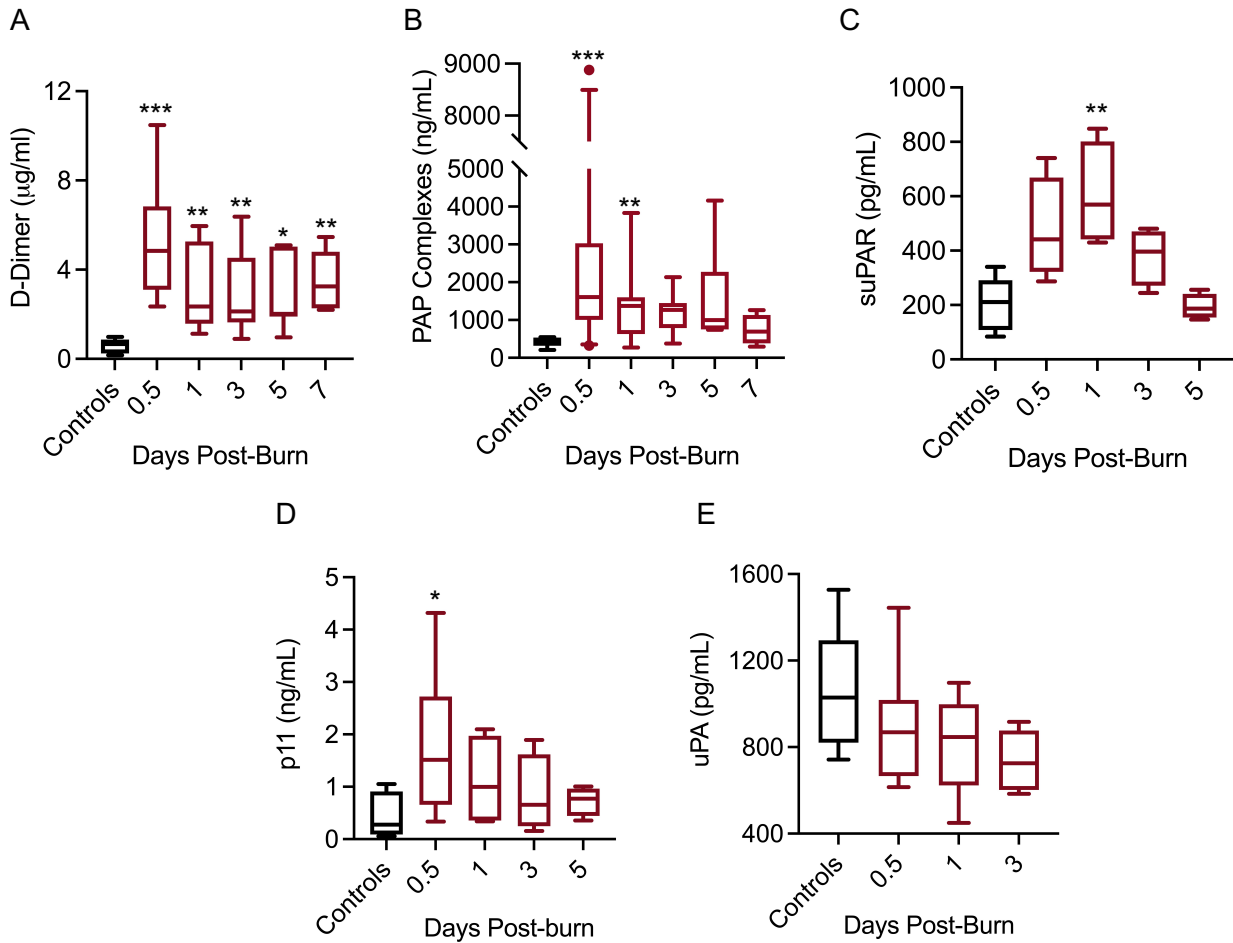 A
D-Dimer (μg/ml)
12
8
4
0
***
**
**
*
**
Controls
0.5
1
3
5
7
Days Post-Burn
B
PAP Complexes (ng/mL)
9000
8000
5000
4000
3000
2000
1000
0
***
**
Controls
0.5
1
3
5
7
Days Post-Burn
C
suPAR (pg/mL)
1000
800
600
400
200
0
**
Controls
0.5
1
3
5
Days Post-Burn
D
p11 (ng/mL)
5
4
3
2
1
0
*
Controls
0.5
1
3
5
Days Post-burn
E
uPA (pg/mL)
1600
1200
800
400
Controls
0.5
1
3
Days Post-Burn